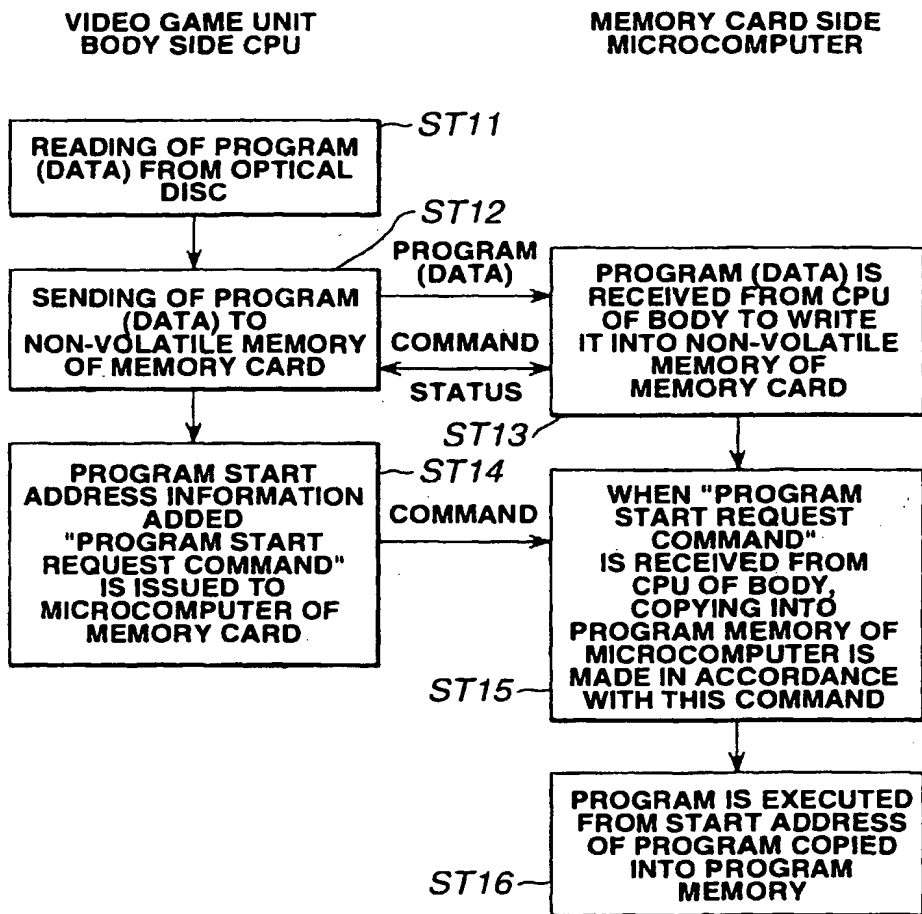 VIDEO GAME UNIT
BODY SIDE CPU
MEMORY CARD SIDE
MICROCOMPUTER
ST11
READING OF PROGRAM
(DATA) FROM OPTICAL
DISC
ST12
SENDING OF PROGRAM
(DATA) TO
NON-VOLATILE MEMORY
OF MEMORY CARD
PROGRAM
(DATA)
COMMAND
STATUS
PROGRAM (DATA) IS
RECEIVED FROM CPU
OF BODY TO WRITE
IT INTO NON-VOLATILE
MEMORY OF
MEMORY CARD
ST13
ST14
PROGRAM START
ADDRESS INFORMATION
ADDED
"PROGRAM START
REQUEST COMMAND"
IS ISSUED TO
MICROCOMPUTER OF
MEMORY CARD
COMMAND
WHEN "PROGRAM
START REQUEST
COMMAND"
IS RECEIVED FROM
CPU OF BODY,
COPYING INTO
PROGRAM MEMORY OF
MICROCOMPUTER IS
MADE IN ACCORDANCE
WITH THIS COMMAND
ST15
PROGRAM IS EXECUTED
FROM START ADDRESS
OF PROGRAM COPIED
INTO PROGRAM
MEMORY
ST16